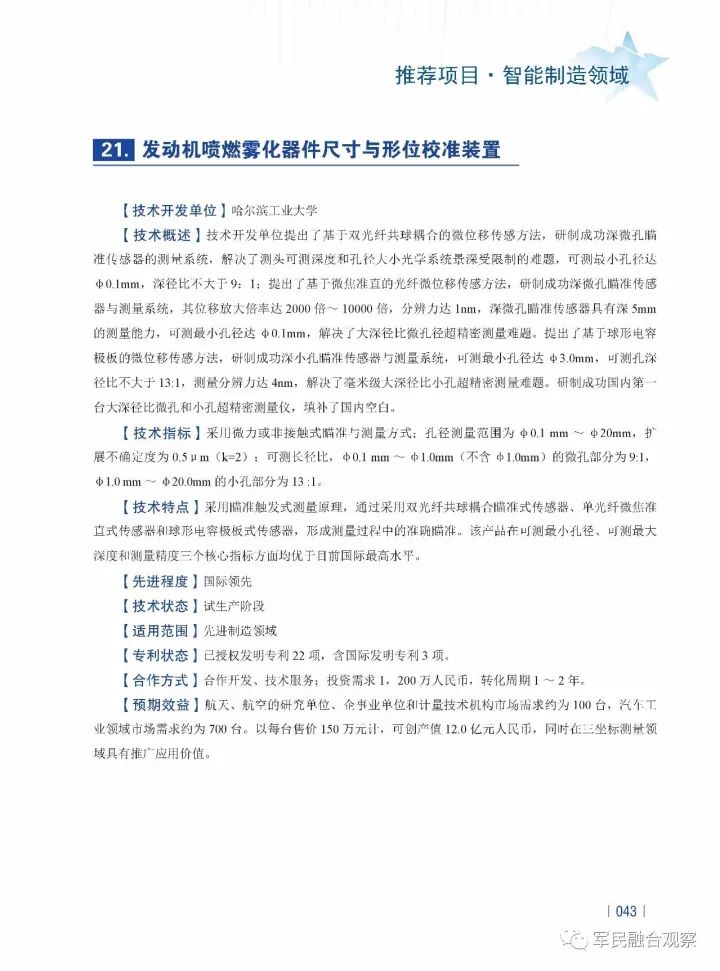 推荐项目·智能制造领域
21. 发动机喷燃雾化器件尺寸与形位校准装置
【技术开发单位】哈尔滨工业大学
【技术概述】技术开发单位提出了基于双光纤共球耦合的微位移传感方法，研制成功深微孔瞄
准传感器的测量系统，解决了测头可测深度和孔径大小光学系统景深受限制的难题，可测最小孔径达
φ0.1mm，深径比不大于9；1；提出了基于微焦准直的光纤微位移传感方法，研制成功深微孔瞄准传感
器与测量系统，其位移放大倍率达 2000 倍～ 10000 倍，分辨力达 1nm，深微孔瞄准传感器具有深 5mm
的测量能力，可测最小孔径达 φ0.1mm，解决了大深径比微孔径超精密测量难题。提出了基于球形电容
极板的微位移传感方法，研制成功深小孔瞄准传感器与测量系统，可测最小孔径达 φ3.0mm，可测孔深
径比不大于 13:1，测量分辨力达 4nm，解决了毫米级大深径比小孔超精密测量难题。研制成功国内第一
台大深径比微孔和小孔超精密测量仪，填补了国内空白。
【技术指标】采用微力或非接触式瞄准与测量方式；孔径测量范围为 φ0.1 mm ～ φ20mm，扩
展不确定度为 0.5μm（k=2）；可测长径比，φ0.1 mm ～ φ1.0mm（不含 φ1.0mm）的微孔部分为 9:1，
φ1.0 mm ～ φ20.0mm 的小孔部分为 13 :1。
【技术特点】采用瞄准触发式测量原理，通过采用双光纤共球耦合瞄准式传感器、单光纤微焦准
直式传感器和球形电容极板式传感器，形成测量过程中的准确瞄准。该产品在可测最小孔径、可测最大
深度和测量精度三个核心指标方面均优于目前国际最高水平。
【先进程度】国际领先
【技术状态】试生产阶段
【适用范围】先进制造领域
【专利状态】已授权发明专利 22 项，含国际发明专利 3 项。
【合作方式】合作开发、技术服务；投资需求 1，200 万人民币，转化周期 1 ～ 2 年。
【预期效益】航天、航空的研究单位、企事业单位和计量技术机构市场需求约为 100 台，汽车工
业领域市场需求约为 700 台。以每台售价 150 万元计，可创产值 12.0 亿元人民币，同时在三坐标测量领
域具有推广应用价值。
| 043 |
军民融合观察